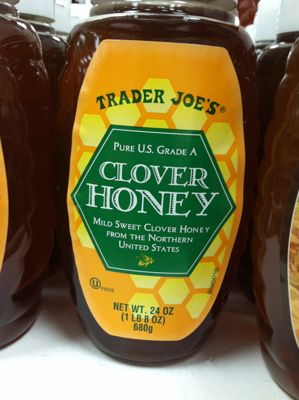 TRADER JOE'S®
PURE U.S. GRADE A
CLOVER
HONEY
MILD SWEET CLOVER HONEY
FROM THE NORTHERN
UNITED STATES
U PARVE
NET WT. 24 OZ
(1 LB 8 OZ)
680g